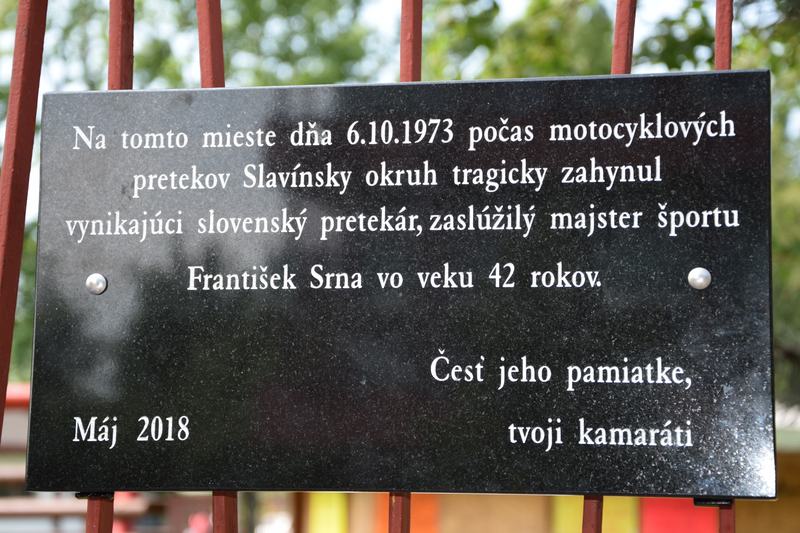 Na tomto mieste dňa 6.10.1973 počas motocyklových
pretekov Slavínsky okruh tragicky zahynul
vynikajúci slovenský pretekár, zaslúžilý majster športu
František Srna vo veku 42 rokov.
Česť jeho pamiatke,
Máj 2018 tvoji kamaráti